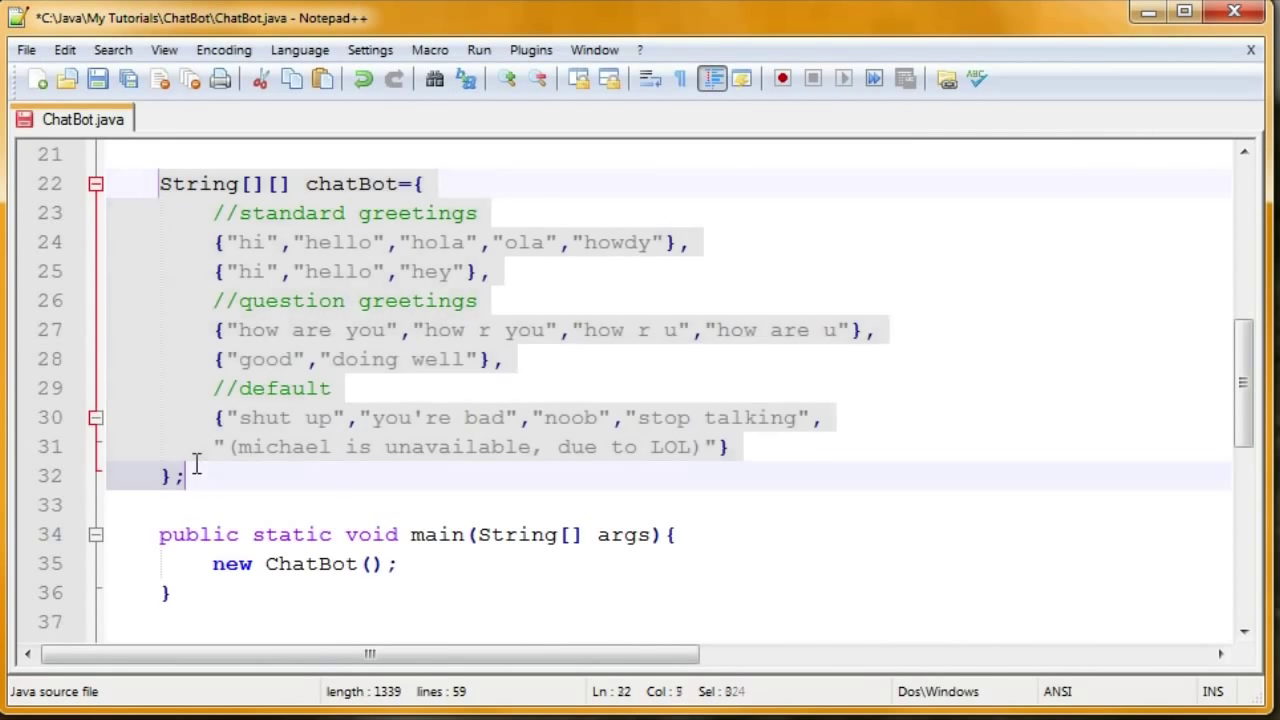 *C:\Java\My Tutorials\ChatBot\ChatBot.java - Notepad++
File Edit Search View Encoding Language Settings Macro Run Plugins Window ? X
ABC
ChatBot.java
21
22 String[][] chatBot={
23 //standard greetings
24 {"hi","hello","hola","ola","howdy"},
25 {"hi","hello","hey"},
26 //question greetings
27 {"how are you","how r you","how r u","how are u"},
28 {"good","doing well"},
29 //default
30 {"shut up","you're bad","noob","stop talking",
31 "(michael is unavailable, due to LOL)"}
32 };
33
34 public static void main(String[] args){
35 new ChatBot();
36 }
37
Java source file length : 1339 lines : 59 Ln : 22 Col : 5 Sel : 324 Dos\Windows ANSI INS